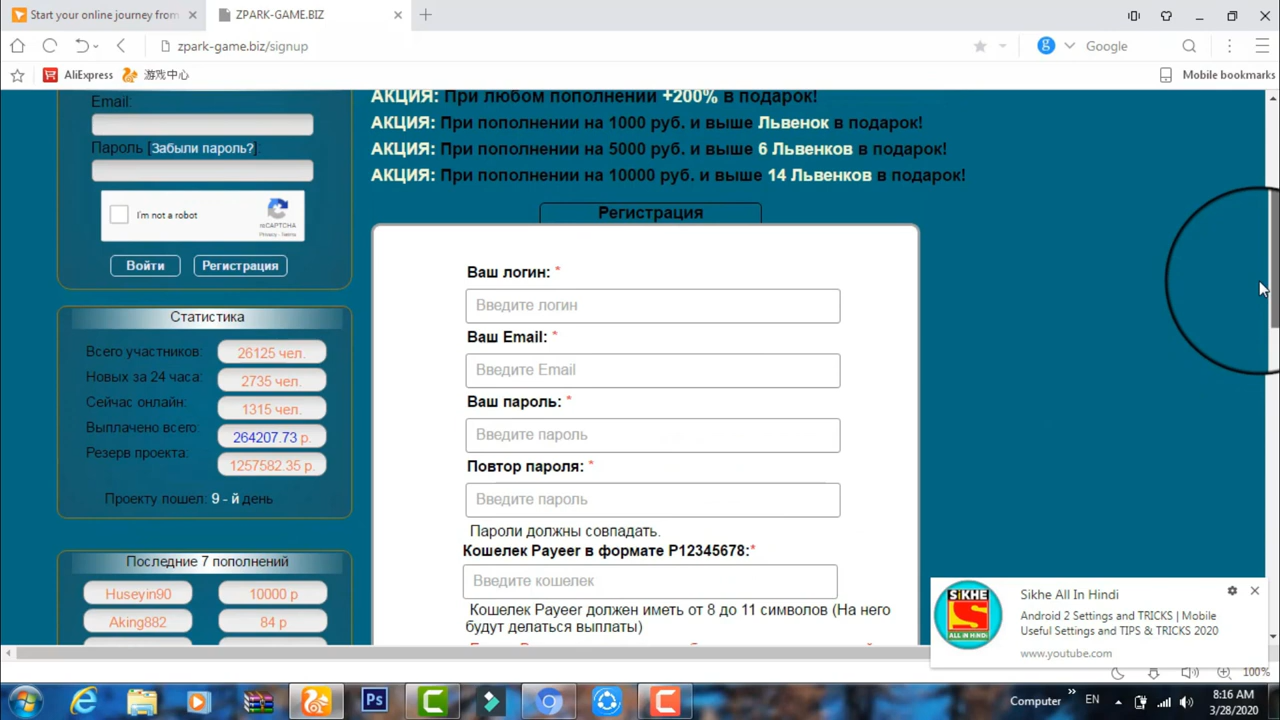 Start your online journey from
ZPARK-GAME.BIZ
zpark-game.biz/signup
Google
AliExpress
游戏中心
Mobile bookmarks
Email:
Пароль [Забыли пароль?]:
I'm not a robot
reCAPTCHA
Privacy - Terms
Войти
Регистрация
Статистика
Всего участников: 26125 чел.
Новых за 24 часа: 2735 чел.
Сейчас онлайн: 1315 чел.
Выплачено всего: 264207.73 р.
Резерв проекта: 1257582.35 р.
Проекту пошел: 9 - й день
Последние 7 пополнений
Huseyin90 10000 р
Aking882 84 р
АКЦИЯ: При любом пополнении +200% в подарок!
АКЦИЯ: При пополнении на 1000 руб. и выше Львенок в подарок!
АКЦИЯ: При пополнении на 5000 руб. и выше 6 Львенков в подарок!
АКЦИЯ: При пополнении на 10000 руб. и выше 14 Львенков в подарок!
Регистрация
Ваш логин: *
Введите логин
Ваш Email: *
Введите Email
Ваш пароль: *
Введите пароль
Повтор пароля: *
Введите пароль
Пароли должны совпадать.
Кошелек Payeer в формате P12345678:*
Введите кошелек
Кошелек Payeer должен иметь от 8 до 11 символов (На него
будут делаться выплаты)
SIKHE
ALL IN HINDI
Sikhe All In Hindi
Android 2 Settings and TRICKS | Mobile
Useful Settings and TIPS & TRICKS 2020
www.youtube.com
100%
Ps
Computer
EN
8:16 AM
3/28/2020